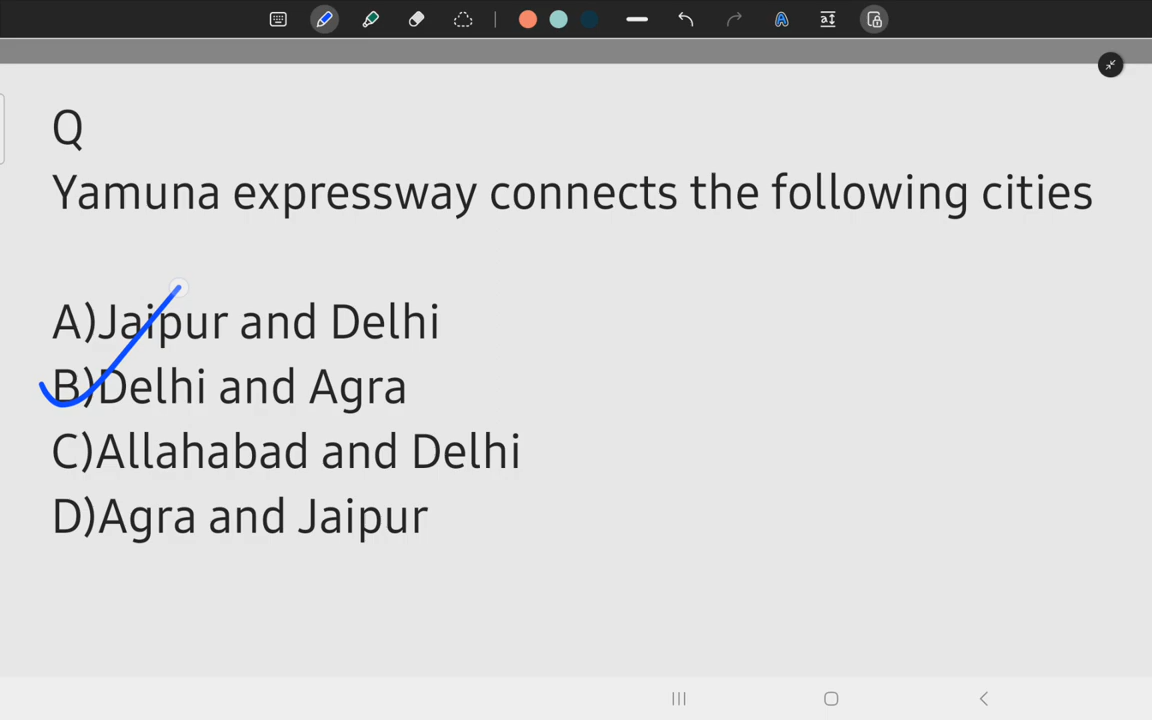 Q
Yamuna expressway connects the following cities
A)Jaipur and Delhi
B)Delhi and Agra
C)Allahabad and Delhi
D)Agra and Jaipur